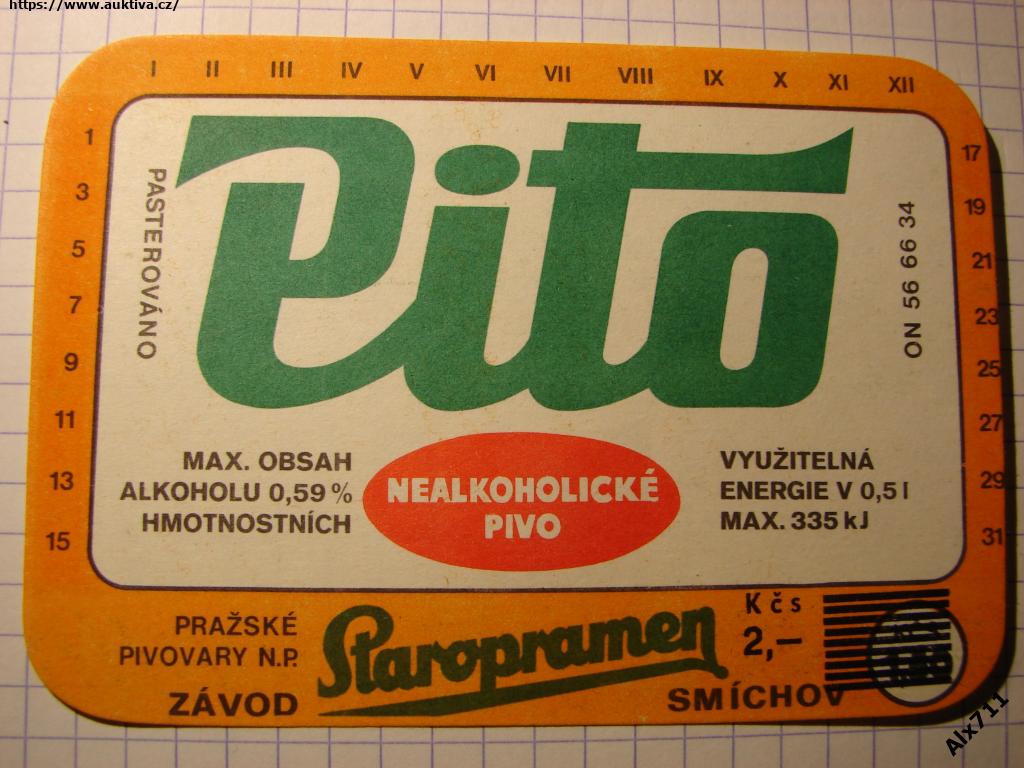 https://www.auktiva.cz/
I II III IV V VI VII VIII IX X XI XII
1
3
5
7
9
11
13
15
17
19
21
23
25
27
29
31
PASTEROVÁNO
Pito
ON 56 66 34
MAX. OBSAH
ALKOHOLU 0,59 %
HMOTNOSTNÍCH
NEALKOHOLICKÉ
PIVO
VYUŽITELNÁ
ENERGIE V 0,5 l
MAX. 335 kJ
PRAŽSKÉ
PIVOVARY N.P.
ZÁVOD
Staropramen
SMÍCHOV
Kčs
2,—
Alx711